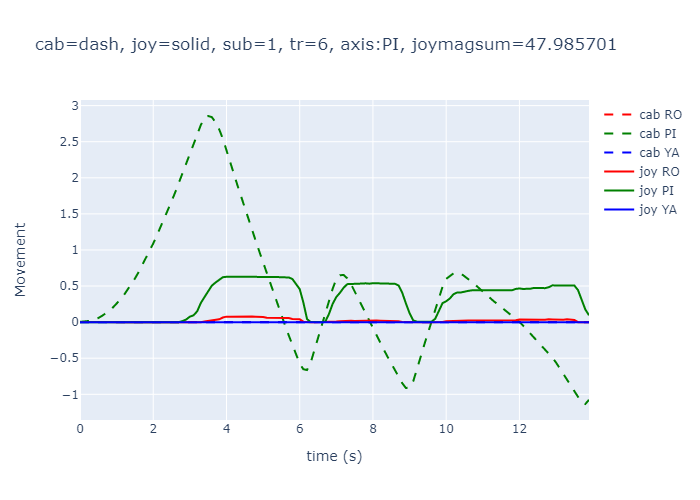 cab=dash, joy=solid, sub=1, tr=6, axis:PI, joymagsum=47.985701
3
2.5
2
1.5
1
0.5
0
−0.5
−1
Movement
0 2 4 6 8 10 12
time (s)
cab RO
cab PI
cab YA
joy RO
joy PI
joy YA